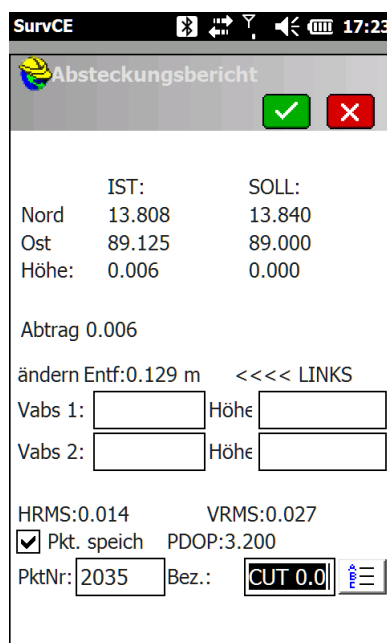 SurvCE 17:23
Absteckungsbericht
IST: SOLL:
Nord 13.808 13.840
Ost 89.125 89.000
Höhe: 0.006 0.000
Abtrag 0.006
ändern Entf:0.129 m <<<< LINKS
Vabs 1: Höhe
Vabs 2: Höhe
HRMS:0.014 VRMS:0.027
Pkt. speich PDOP:3.200
PktNr: 2035 Bez.: CUT 0.0